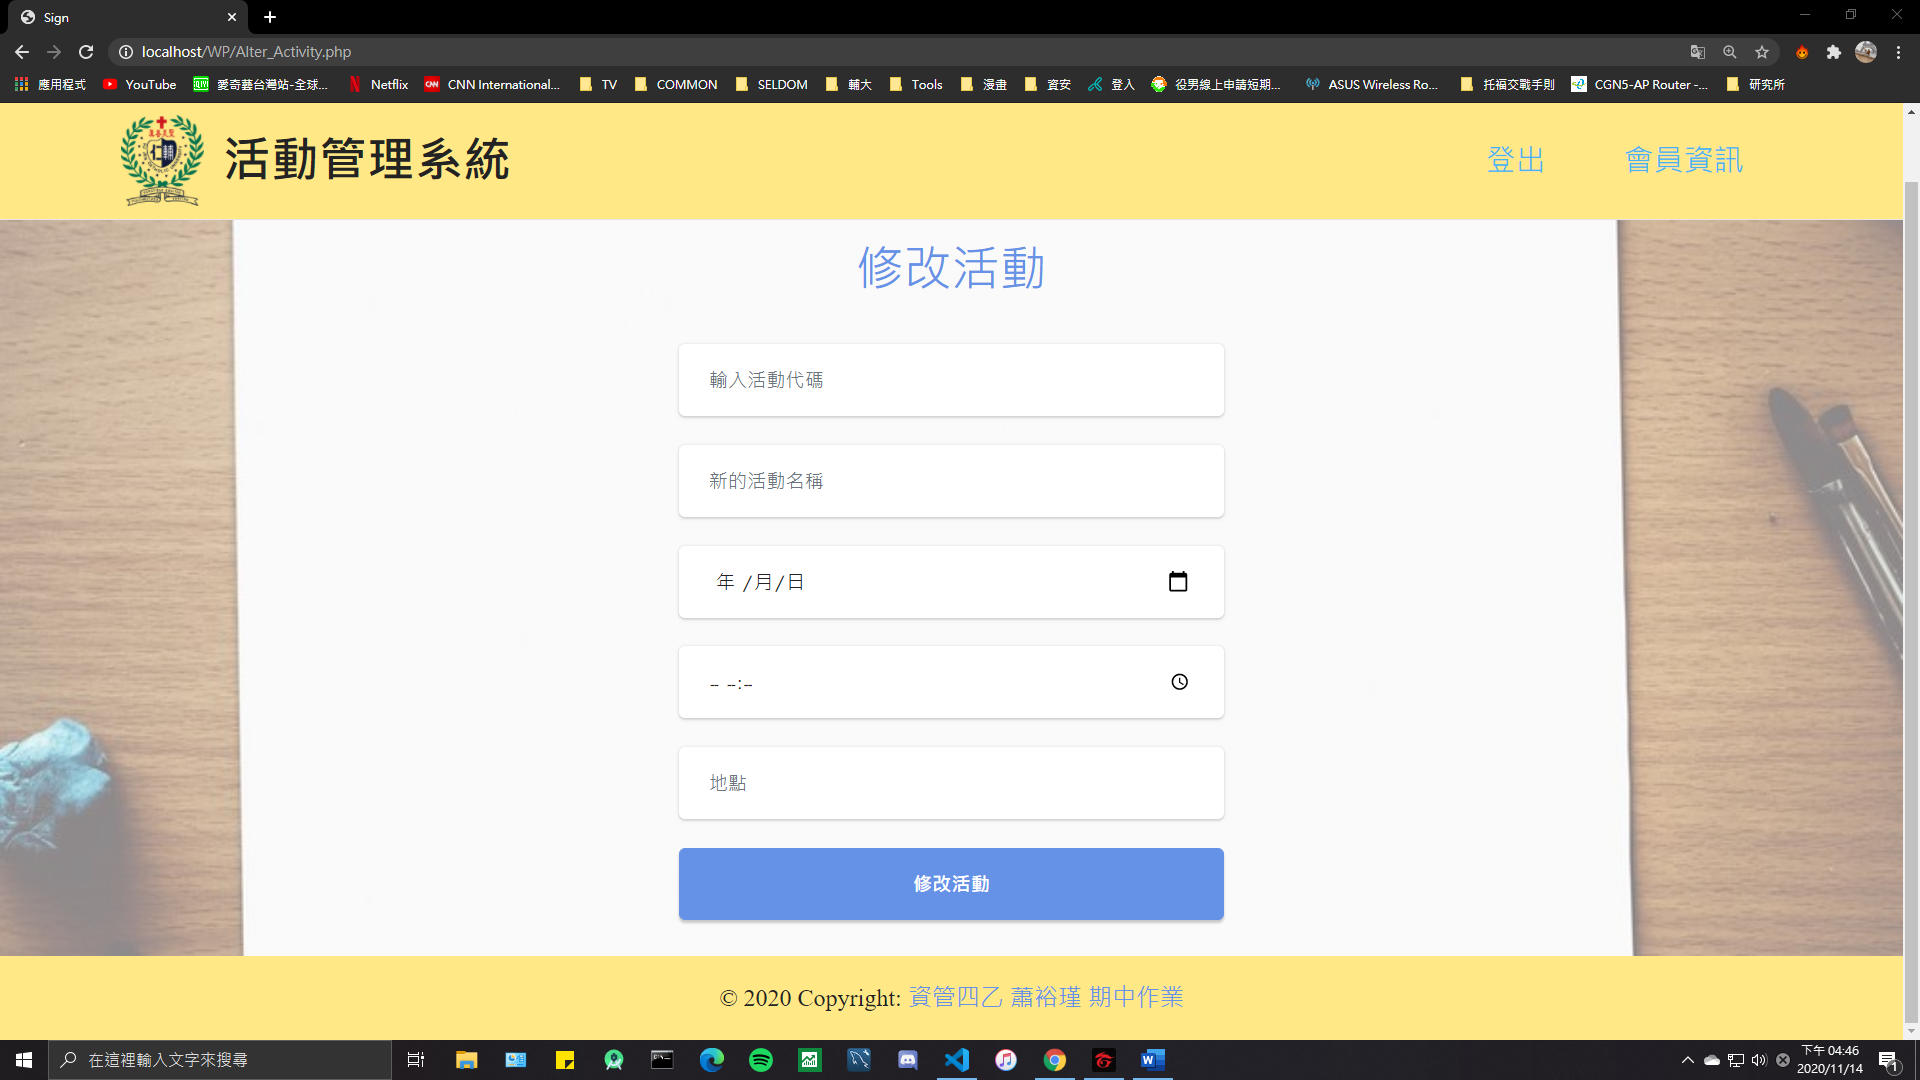 Sign
localhost/WP/Alter_Activity.php
應用程式 YouTube 愛奇藝台灣站-全球... Netflix CNN International... TV COMMON SELDOM 輔大 Tools 漫畫 資安 登入 役男線上申請短期... ASUS Wireless Ro... 托福交戰手則 CGN5-AP Router -... 研究所
活動管理系統
登出 會員資訊
修改活動
輸入活動代碼
新的活動名稱
年 /月/日
-- --:--
地點
修改活動
© 2020 Copyright: 資管四乙 蕭裕瑾 期中作業
在這裡輸入文字來搜尋
下午 04:46
2020/11/14
1